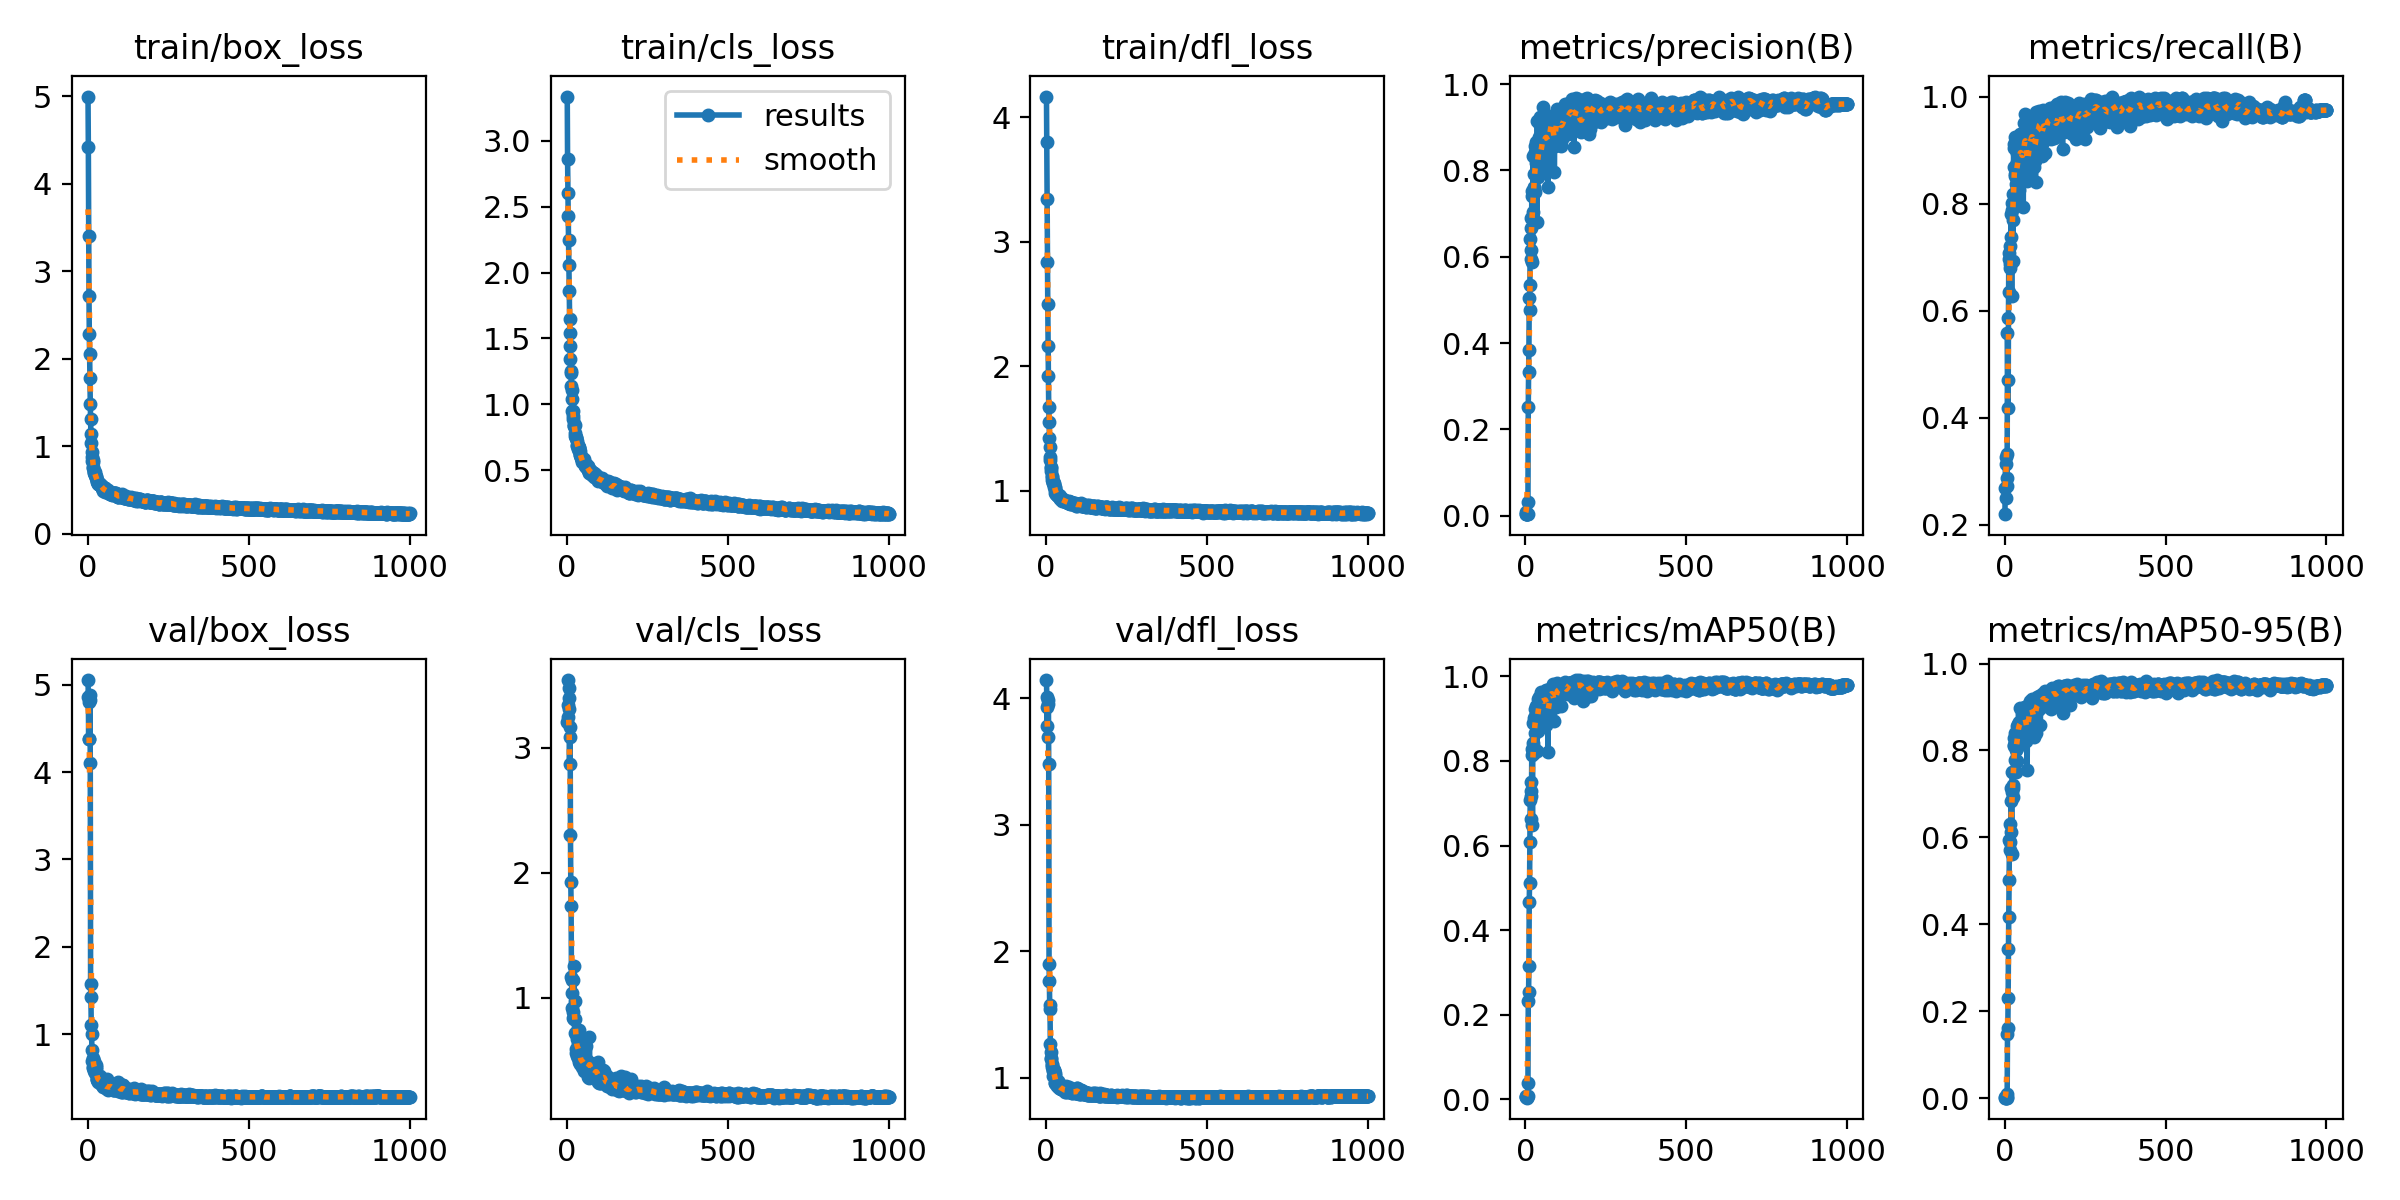 train/box_loss
5
4
3
2
1
0
0 500 1000
train/cls_loss
results
smooth
3.0
2.5
2.0
1.5
1.0
0.5
0 500 1000
train/dfl_loss
4
3
2
1
0 500 1000
metrics/precision(B)
1.0
0.8
0.6
0.4
0.2
0.0
0 500 1000
metrics/recall(B)
1.0
0.8
0.6
0.4
0.2
0 500 1000
val/box_loss
5
4
3
2
1
0 500 1000
val/cls_loss
3
2
1
0 500 1000
val/dfl_loss
4
3
2
1
0 500 1000
metrics/mAP50(B)
1.0
0.8
0.6
0.4
0.2
0.0
0 500 1000
metrics/mAP50-95(B)
1.0
0.8
0.6
0.4
0.2
0.0
0 500 1000